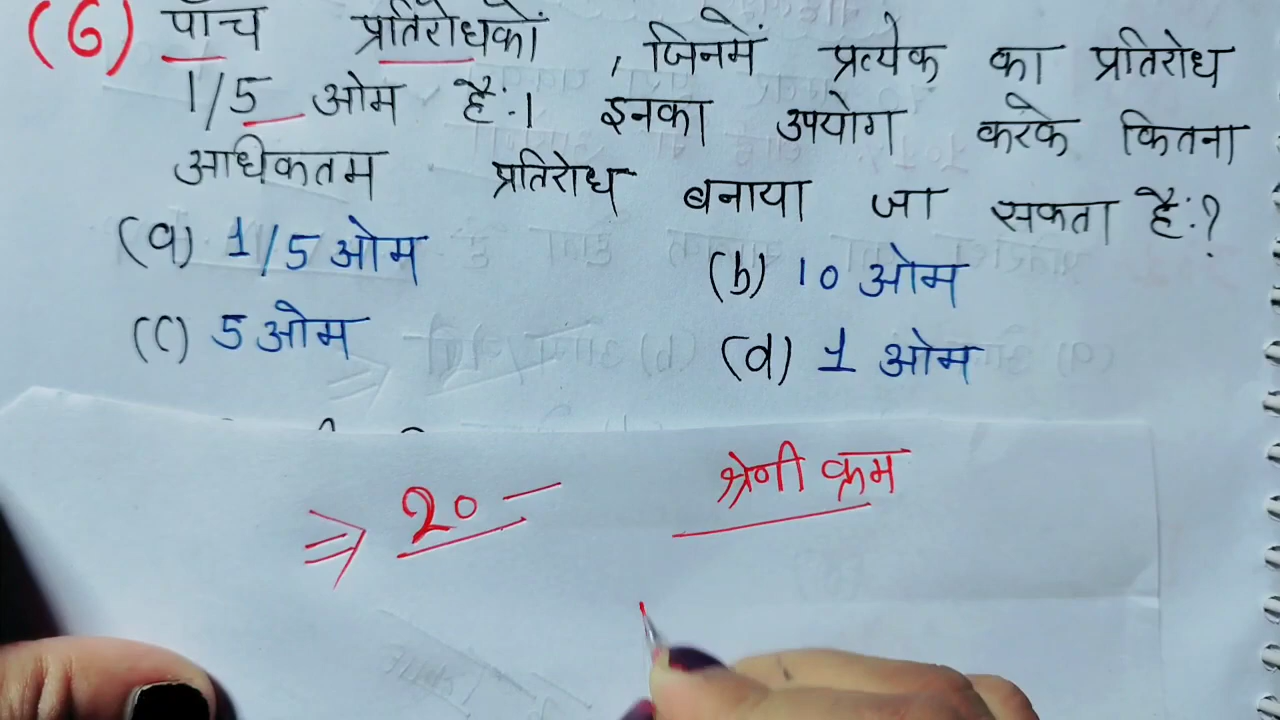 (6) पाँच प्रतिरोधकों , जिनमें प्रत्येक का प्रतिरोध
1/5 ओम हैं:। इनका उपयोग करके कितना
अधिकतम प्रतिरोध बनाया जा सकता हैं:?
(a) 1/5 ओम
(b) 10 ओम
(c) 5 ओम
(d) 1 ओम
⇒ हल – श्रेणी क्रम